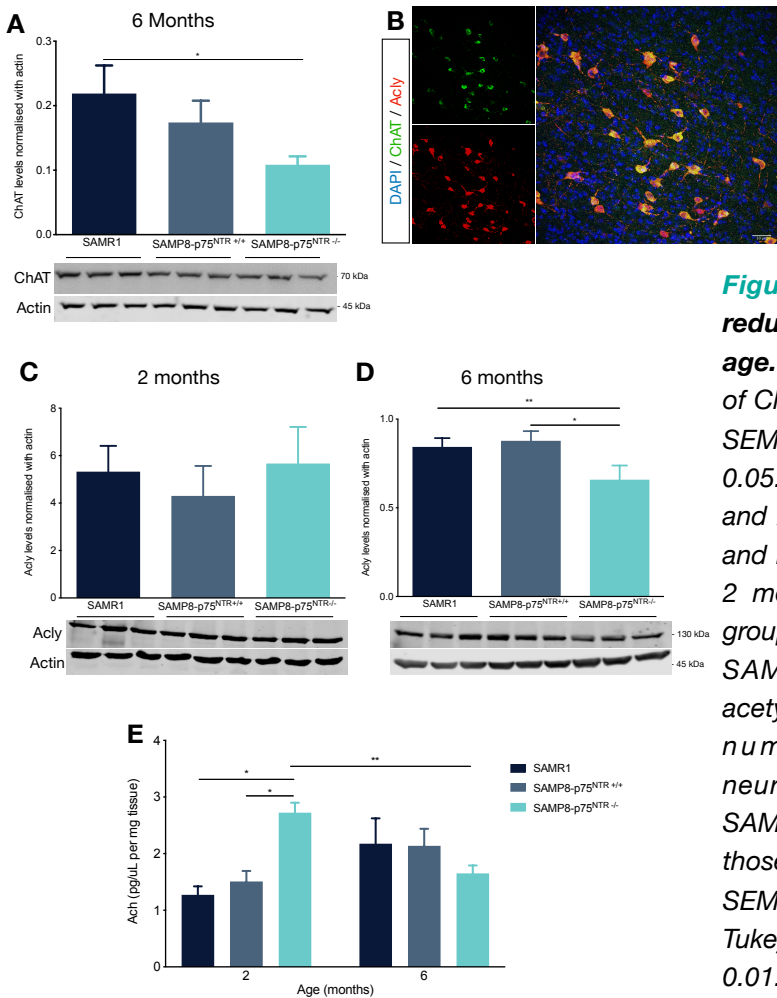 A
6 Months
ChAT levels normalised with actin
0.3
0.2
0.1
0.0
*
SAMR1 SAMP8-p75NTR +/+ SAMP8-p75NTR -/-
ChAT - 70 kDa
Actin - 45 kDa
B
DAPI / ChAT / Acly
C
2 months
Acly levels normalised with actin
8
6
4
2
0
SAMR1 SAMP8-p75NTR+/+ SAMP8-p75NTR-/-
Acly
Actin
D
6 months
Acly levels normalised with actin
1.0
0.5
0.0
**
*
SAMR1 SAMP8-p75NTR+/+ SAMP8-p75NTR-/-
- 130 kDa
- 45 kDa
E
Ach (pg/uL per mg tissue)
4
3
2
1
0
*
*
**
2 6
Age (months)
SAMR1
SAMP8-p75NTR +/+
SAMP8-p75NTR -/-
Figu
redu
age.
of Cl
SEM
0.05.
and
and
2 mo
group
SAM
acety
num
neur
SAM
those
SEM
Tukey
0.01.